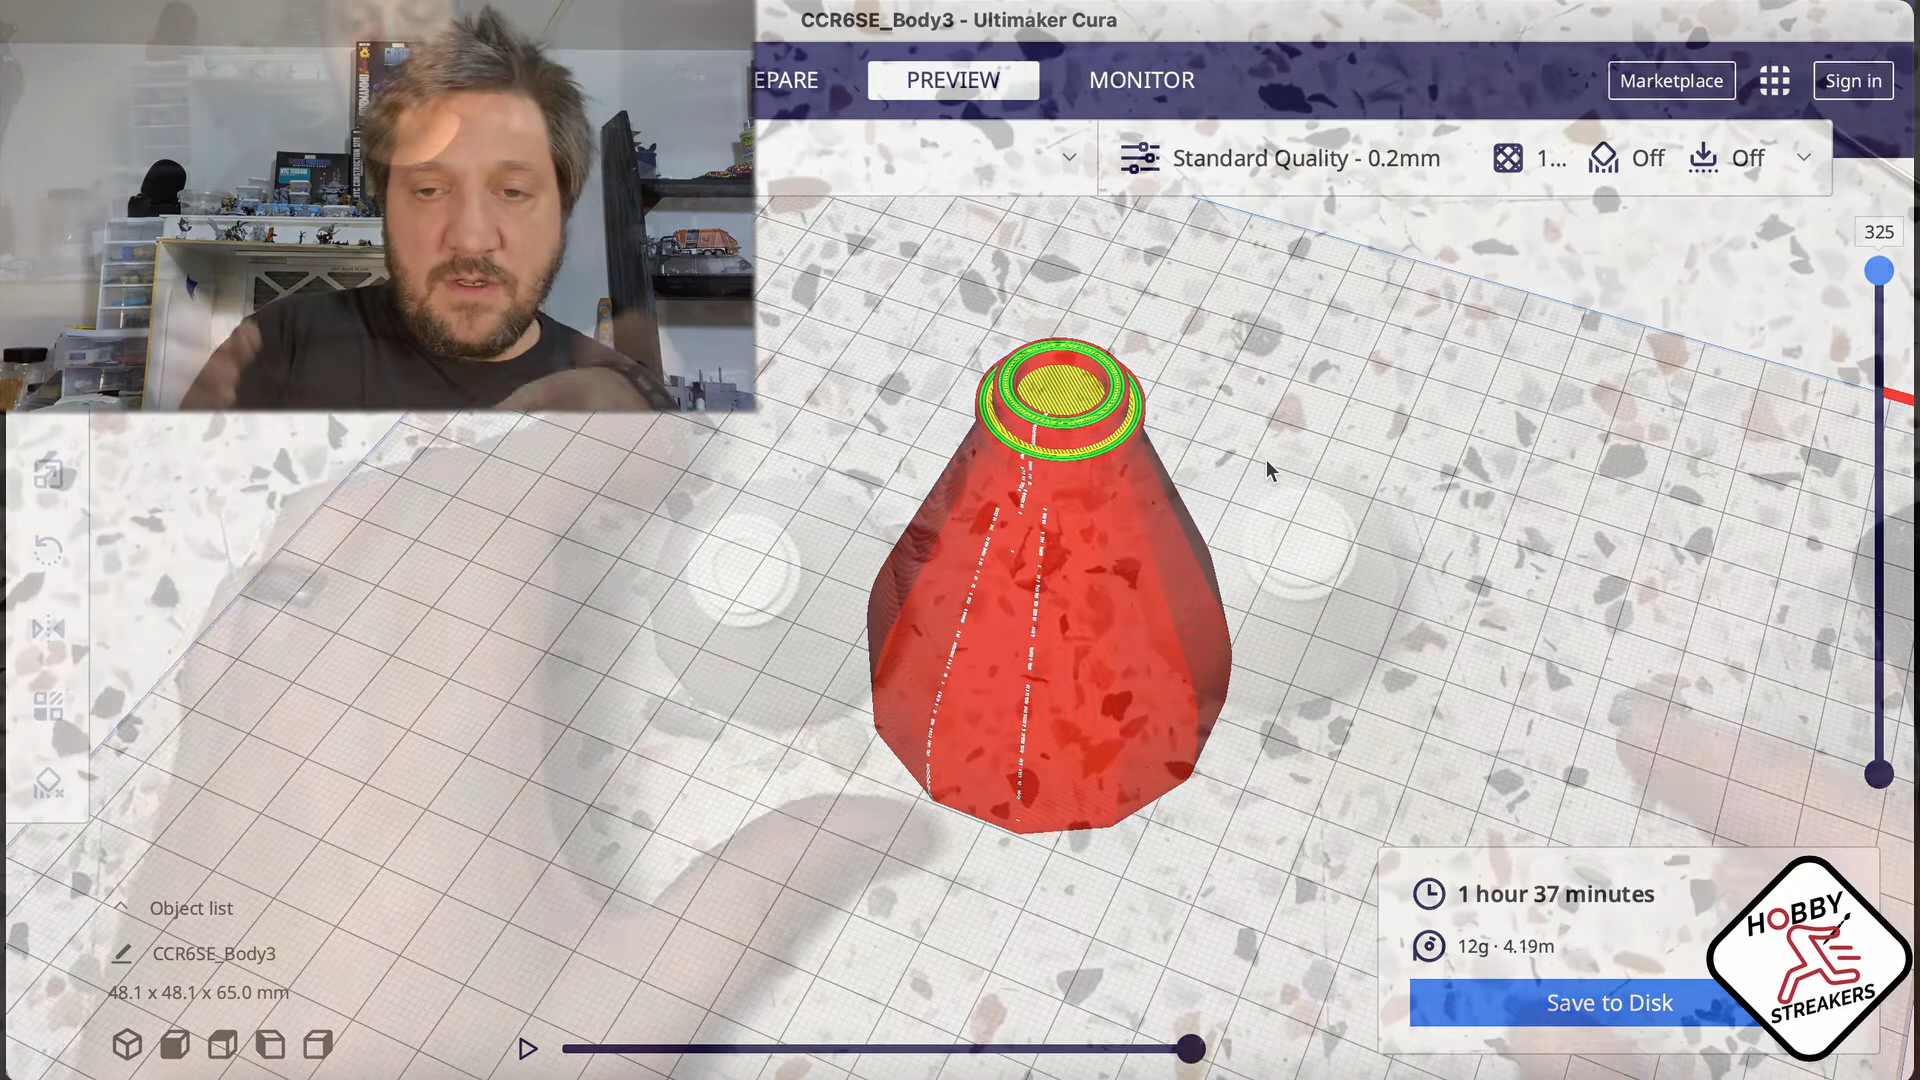 CCR6SE_Body3 - Ultimaker Cura
EPARE
PREVIEW
MONITOR
Marketplace
Sign in
Standard Quality - 0.2mm
1...
Off
Off
325
Object list
CCR6SE_Body3
48.1 x 48.1 x 65.0 mm
1 hour 37 minutes
12g · 4.19m
Save to Disk
HOBBY
STREAKERS